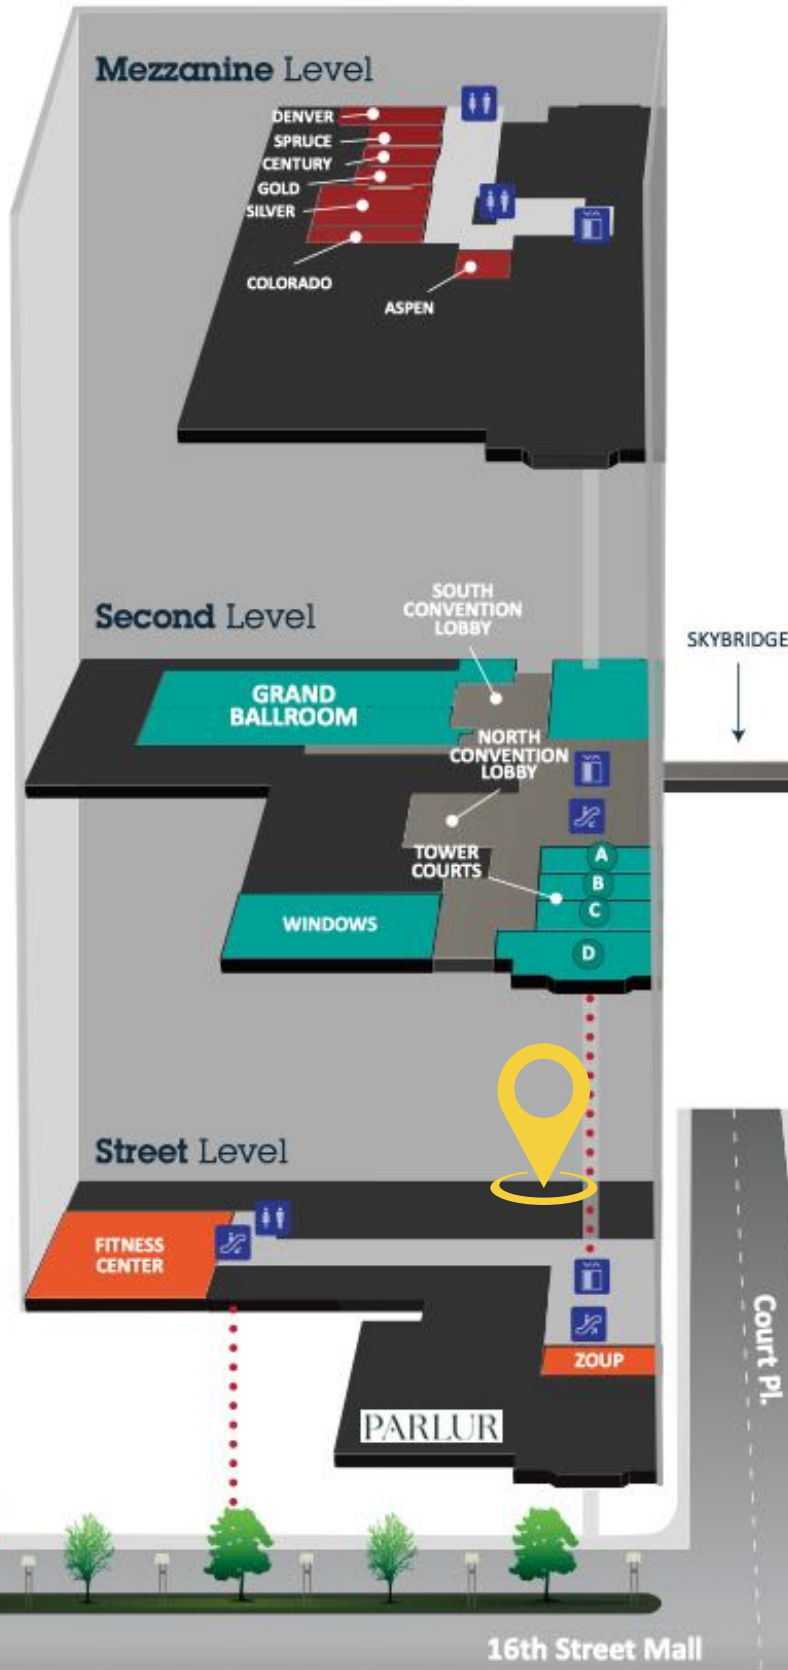 Mezzanine Level
DENVER
SPRUCE
CENTURY
GOLD
SILVER
COLORADO
ASPEN
Second Level
SOUTH
CONVENTION
LOBBY
SKYBRIDGE
GRAND
BALLROOM
NORTH
CONVENTION
LOBBY
TOWER
COURTS
A
B
C
D
WINDOWS
Street Level
FITNESS
CENTER
ZOUP
PARLUR
Court Pl.
16th Street Mall